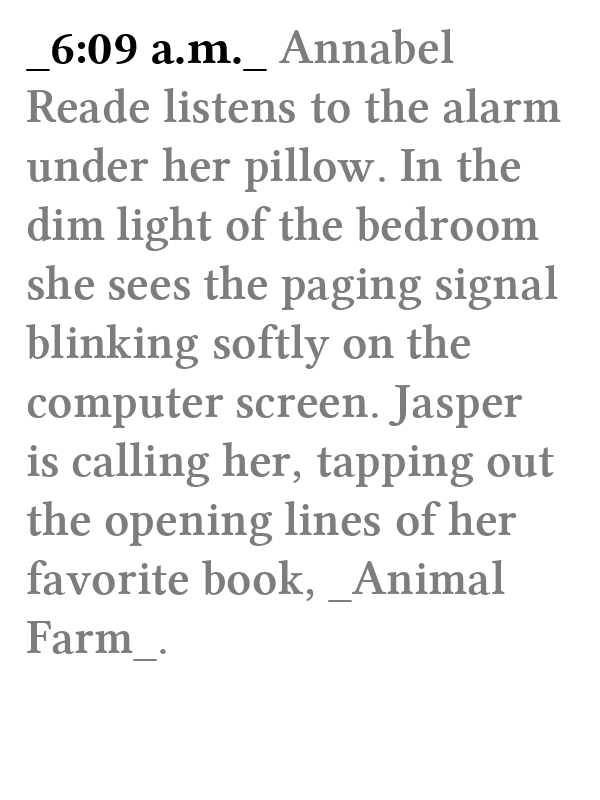 _6:09 a.m._ Annabel
Reade listens to the alarm
under her pillow. In the
dim light of the bedroom
she sees the paging signal
blinking softly on the
computer screen. Jasper
is calling her, tapping out
the opening lines of her
favorite book, _Animal
Farm_.